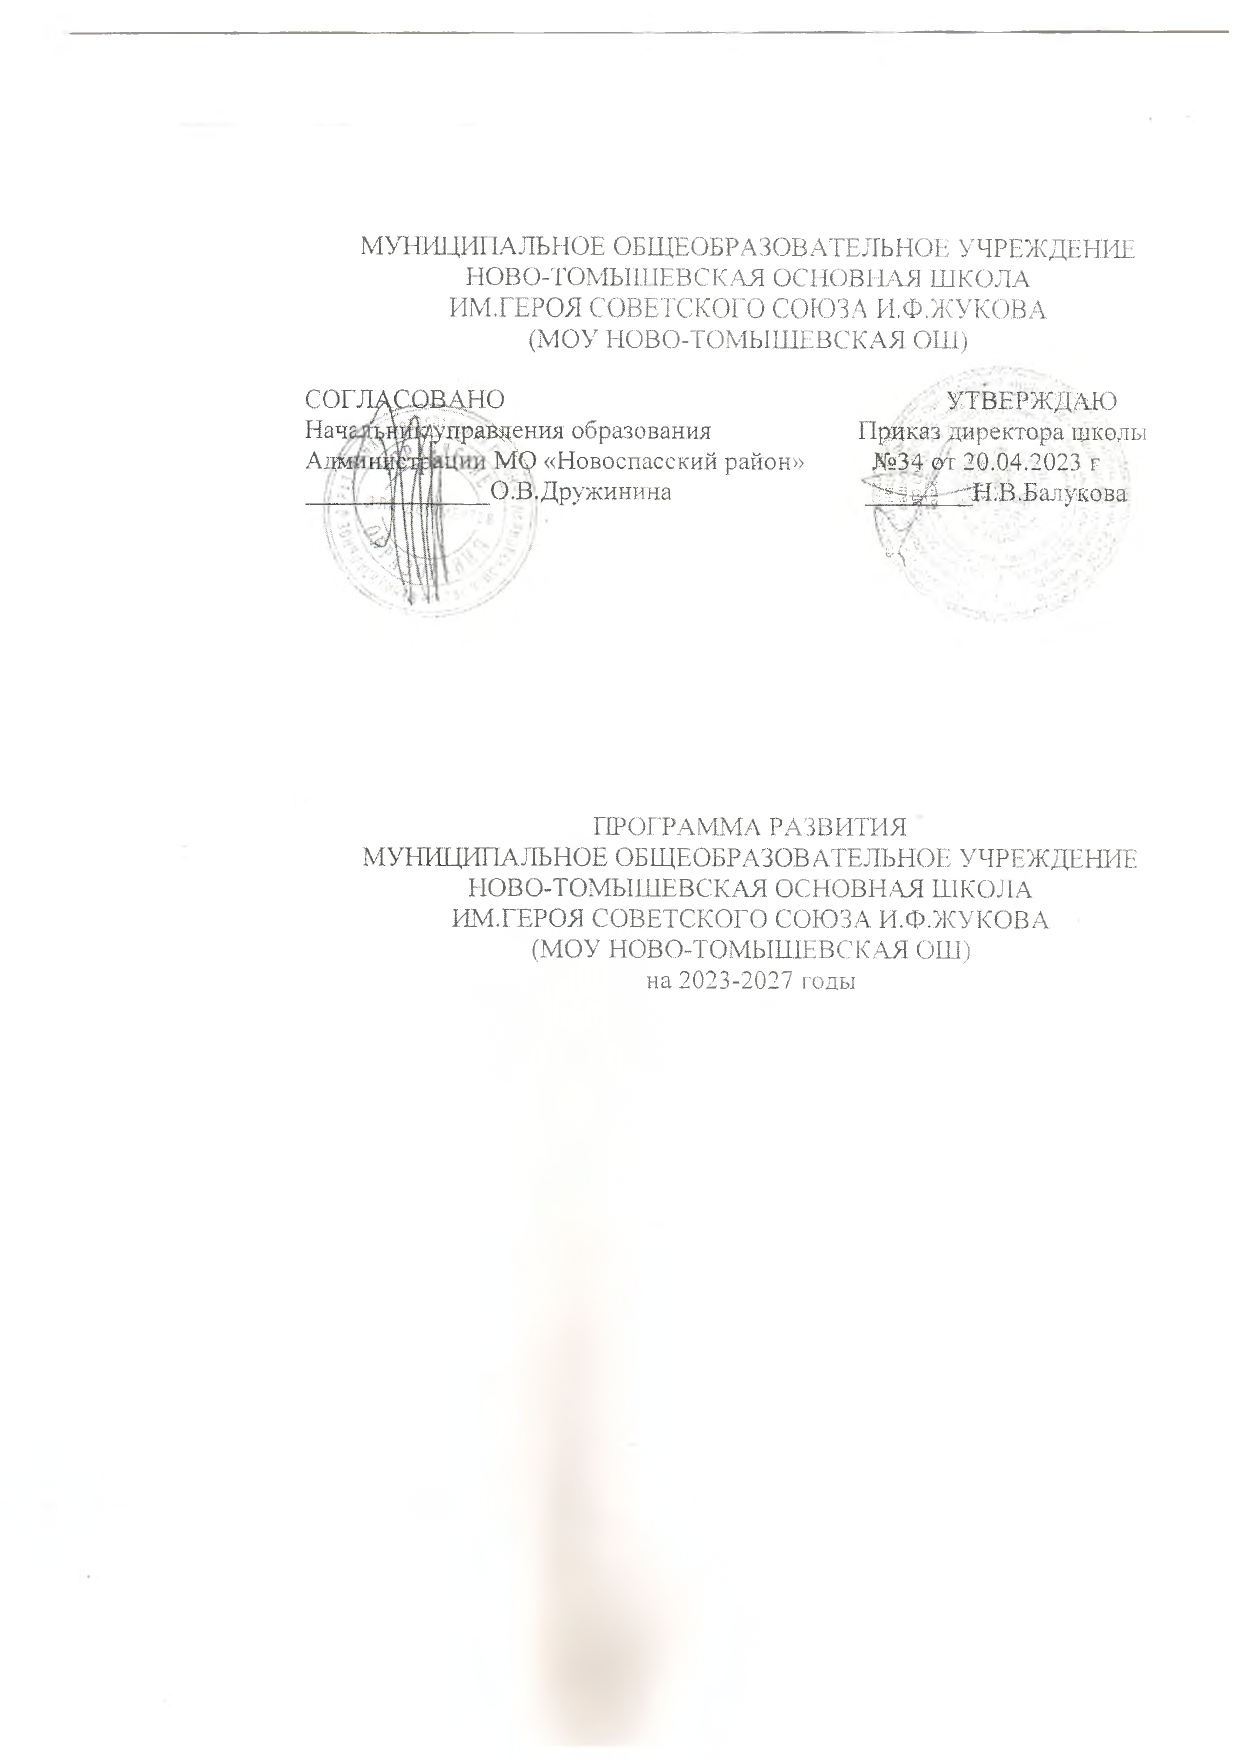 МУНИЦИПАЛЬНОЕ ОБЩЕОБРАЗОВАТЕЛЬНОЕ УЧРЕЖДЕНИЕ
НОВО-ТОМЫШЕВСКАЯ ОСНОВНАЯ ШКОЛА
ИМ.ГЕРОЯ СОВЕТСКОГО СОЮЗА И.Ф.ЖУКОВА
(МОУ НОВО-ТОМЫШЕВСКАЯ ОШ)
СОГЛАСОВАНО УТВЕРЖДАЮ
Начальник управления образования Приказ директора школы
Администрации МО «Новоспасский район» №34 от 20.04.2023 г
О.В.Дружинина Н.В.Балукова
ПРОГРАММА РАЗВИТИЯ
МУНИЦИПАЛЬНОЕ ОБЩЕОБРАЗОВАТЕЛЬНОЕ УЧРЕЖДЕНИЕ
НОВО-ТОМЫШЕВСКАЯ ОСНОВНАЯ ШКОЛА
ИМ.ГЕРОЯ СОВЕТСКОГО СОЮЗА И.Ф.ЖУКОВА
(МОУ НОВО-ТОМЫШЕВСКАЯ ОШ)
на 2023-2027 годы